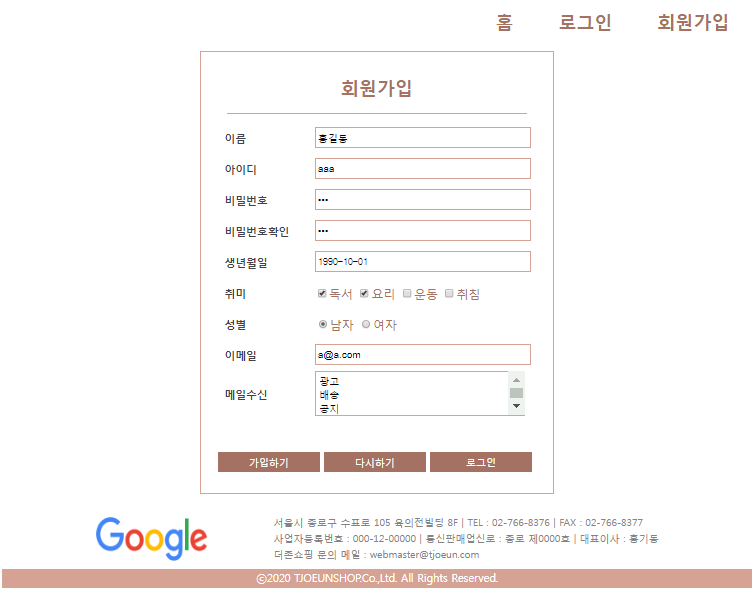 홈 로그인 회원가입
회원가입
이름 홍길동
아이디 aaa
비밀번호 •••
비밀번호확인 •••
생년월일 1990-10-01
취미 독서 요리 운동 취침
성별 남자 여자
이메일 a@a.com
메일수신 광고
배송
공지
가입하기 다시하기 로그인
Google
서울시 종로구 수표로 105 육의전빌딩 8F | TEL : 02-766-8376 | FAX : 02-766-8377
사업자등록번호 : 000-12-00000 | 통신판매업신로 : 종로 제0000호 | 대표이사 : 홍기동
더존쇼핑 문의 메일 : webmaster@tjoeun.com
©2020 TJOEUNSHOP.Co.,Ltd. All Rights Reserved.